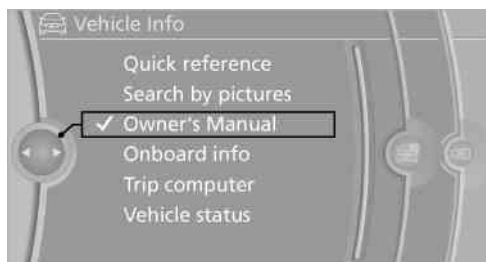 Vehicle Info
Quick reference
Search by pictures
✓ Owner's Manual
Onboard info
Trip computer
Vehicle status